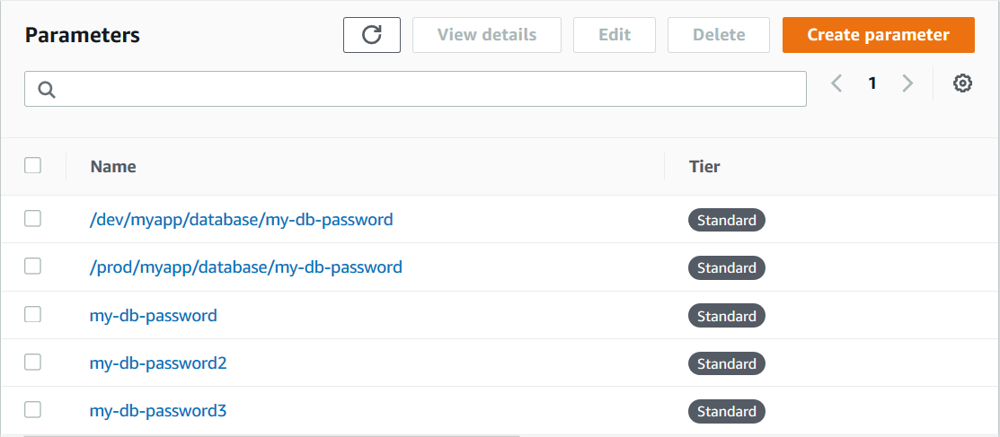 Parameters View details Edit Delete Create parameter
1
Name Tier
/dev/myapp/database/my-db-password Standard
/prod/myapp/database/my-db-password Standard
my-db-password Standard
my-db-password2 Standard
my-db-password3 Standard